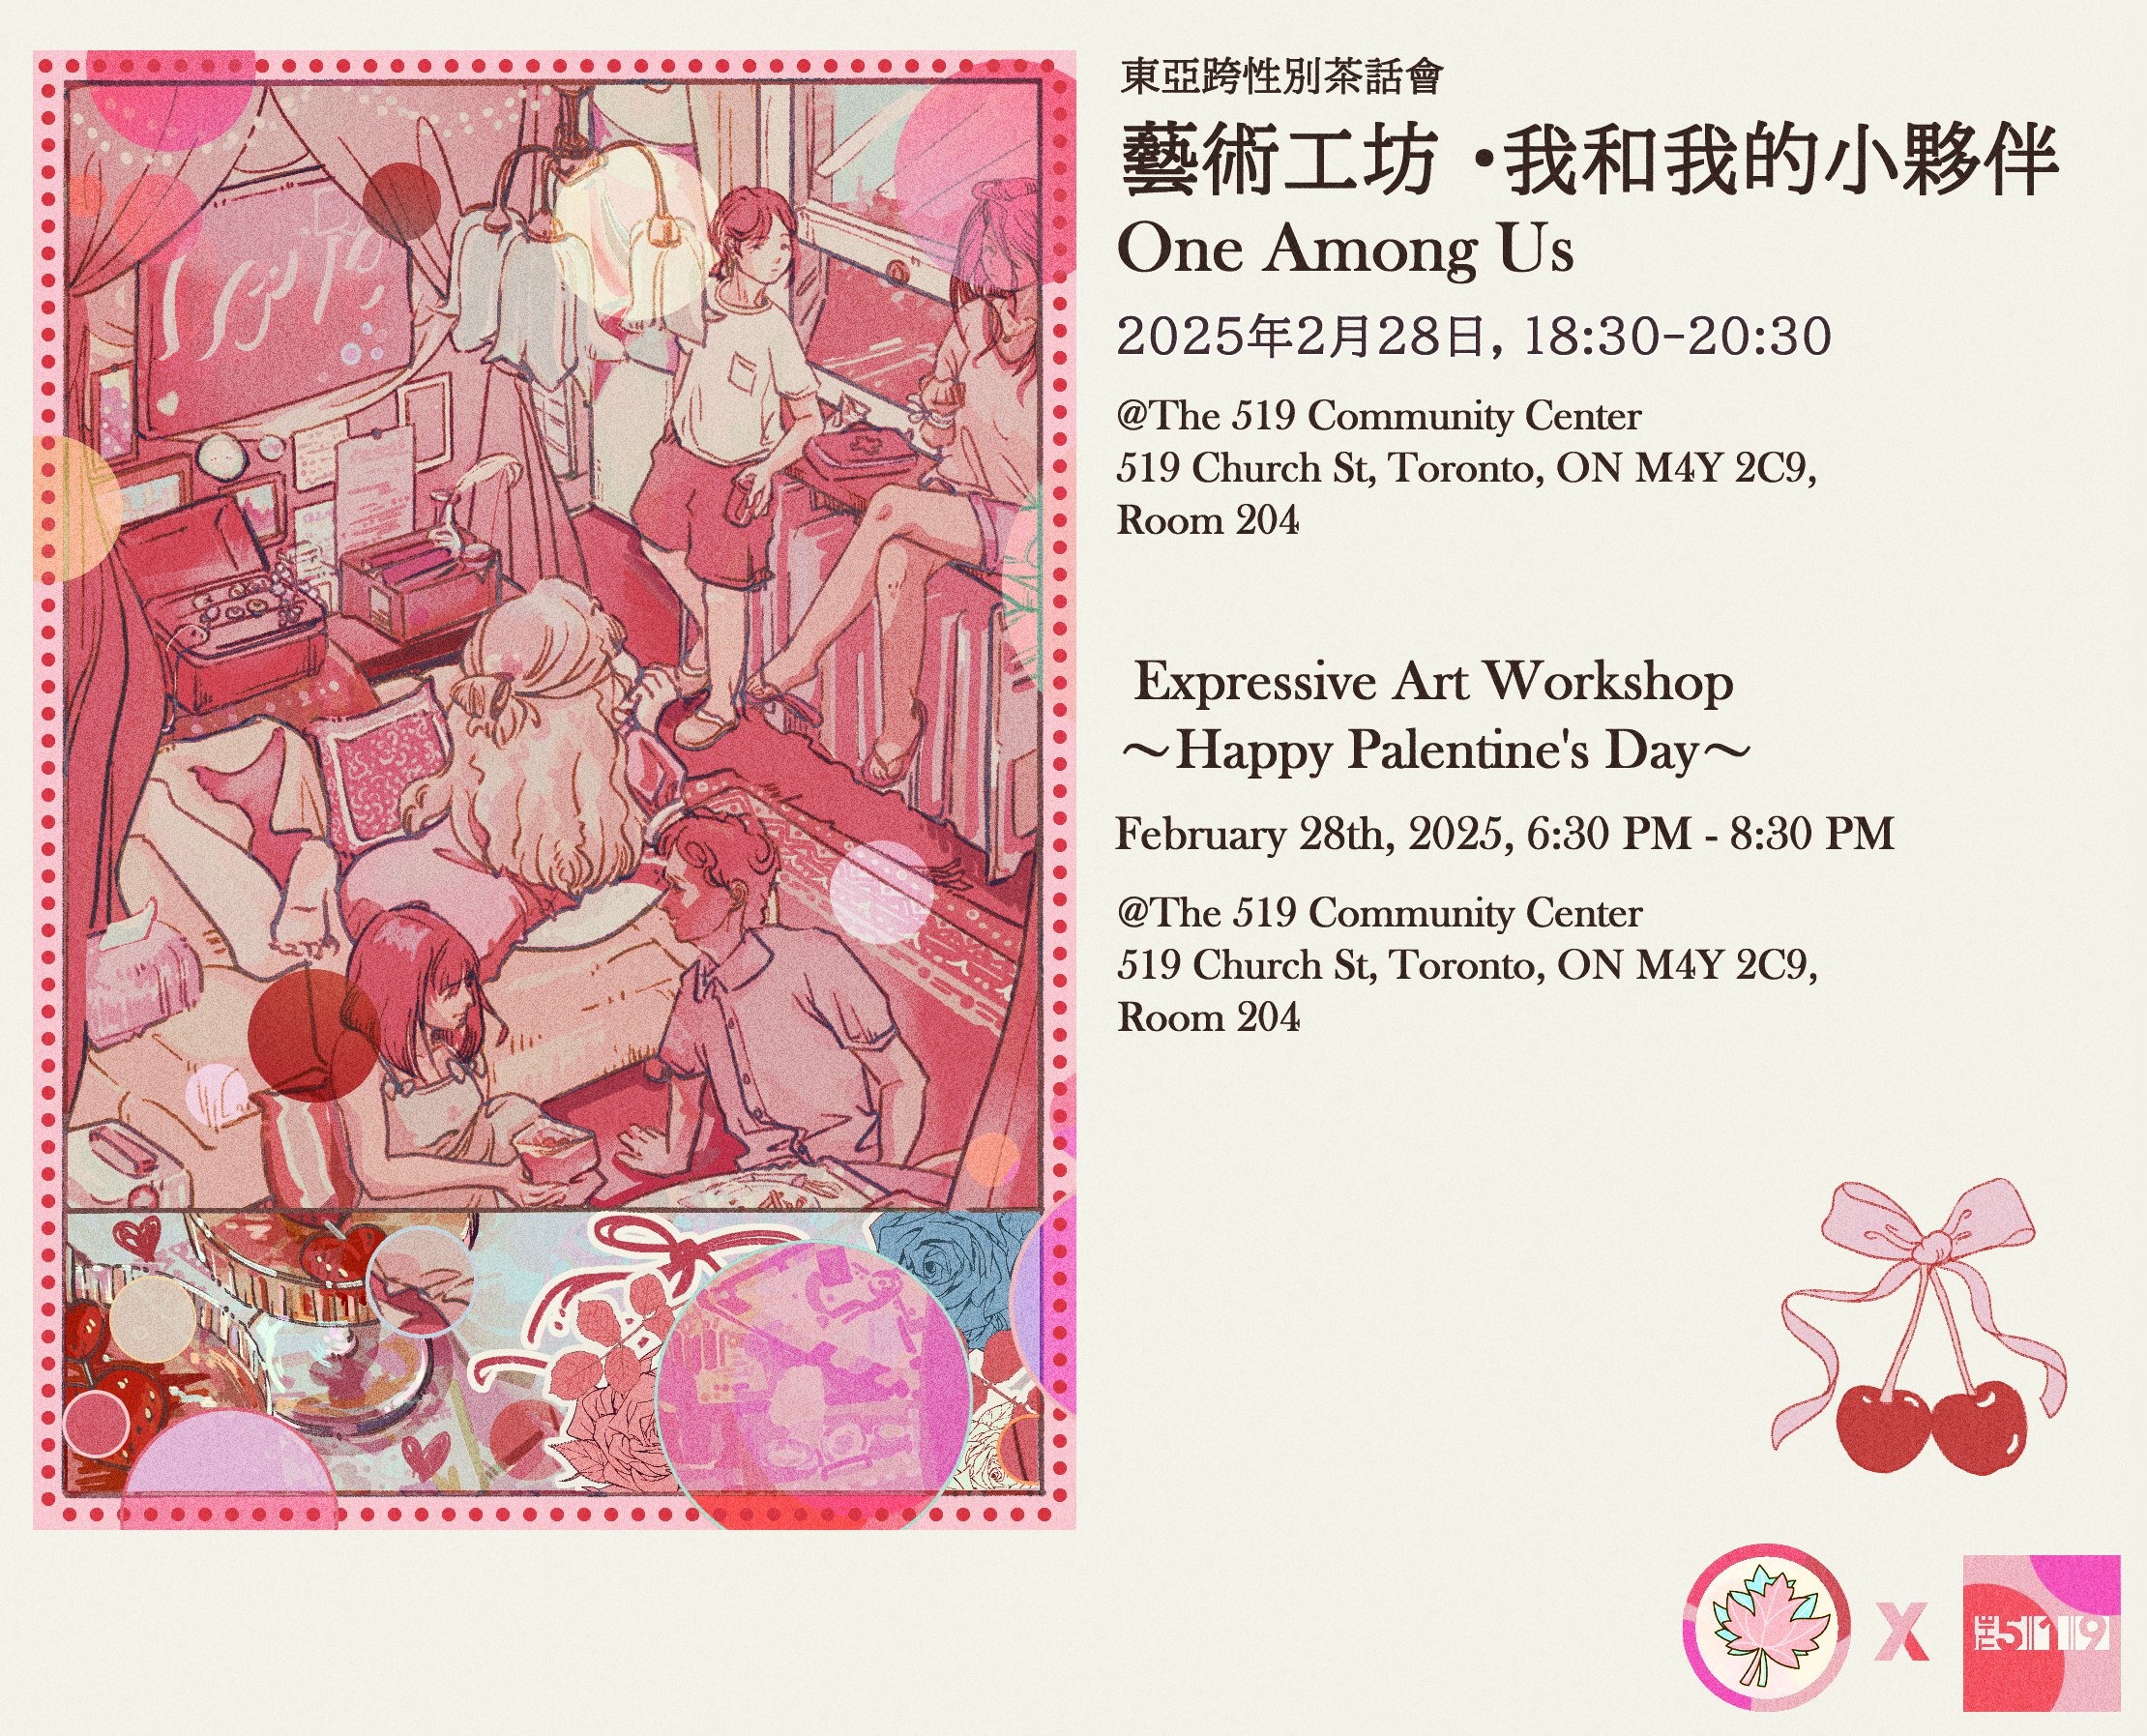 東亞跨性別茶話會
藝術工坊 •我和我的小夥伴
One Among Us
2025年2月28日, 18:30-20:30
@The 519 Community Center
519 Church St, Toronto, ON M4Y 2C9,
Room 204
Expressive Art Workshop
～Happy Palentine's Day～
February 28th, 2025, 6:30 PM - 8:30 PM
@The 519 Community Center
519 Church St, Toronto, ON M4Y 2C9,
Room 204
X
THE 519